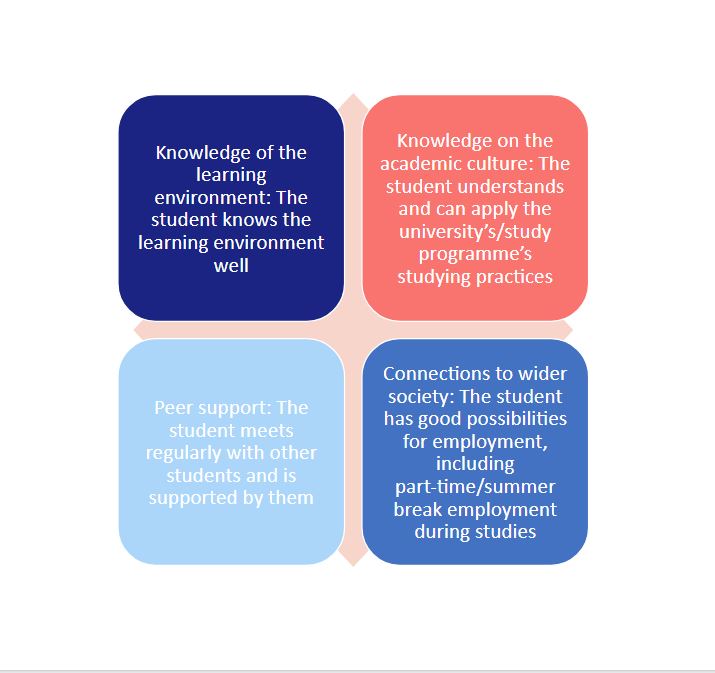 Knowledge of the
learning
environment: The
student knows the
learning environment
well
Knowledge on the
academic culture: The
student understands
and can apply the
university’s/study
programme’s
studying practices
Peer support: The
student meets
regularly with other
students and is
supported by them
Connections to wider
society: The student
has good possibilities
for employment,
including
part-time/summer
break employment
during studies